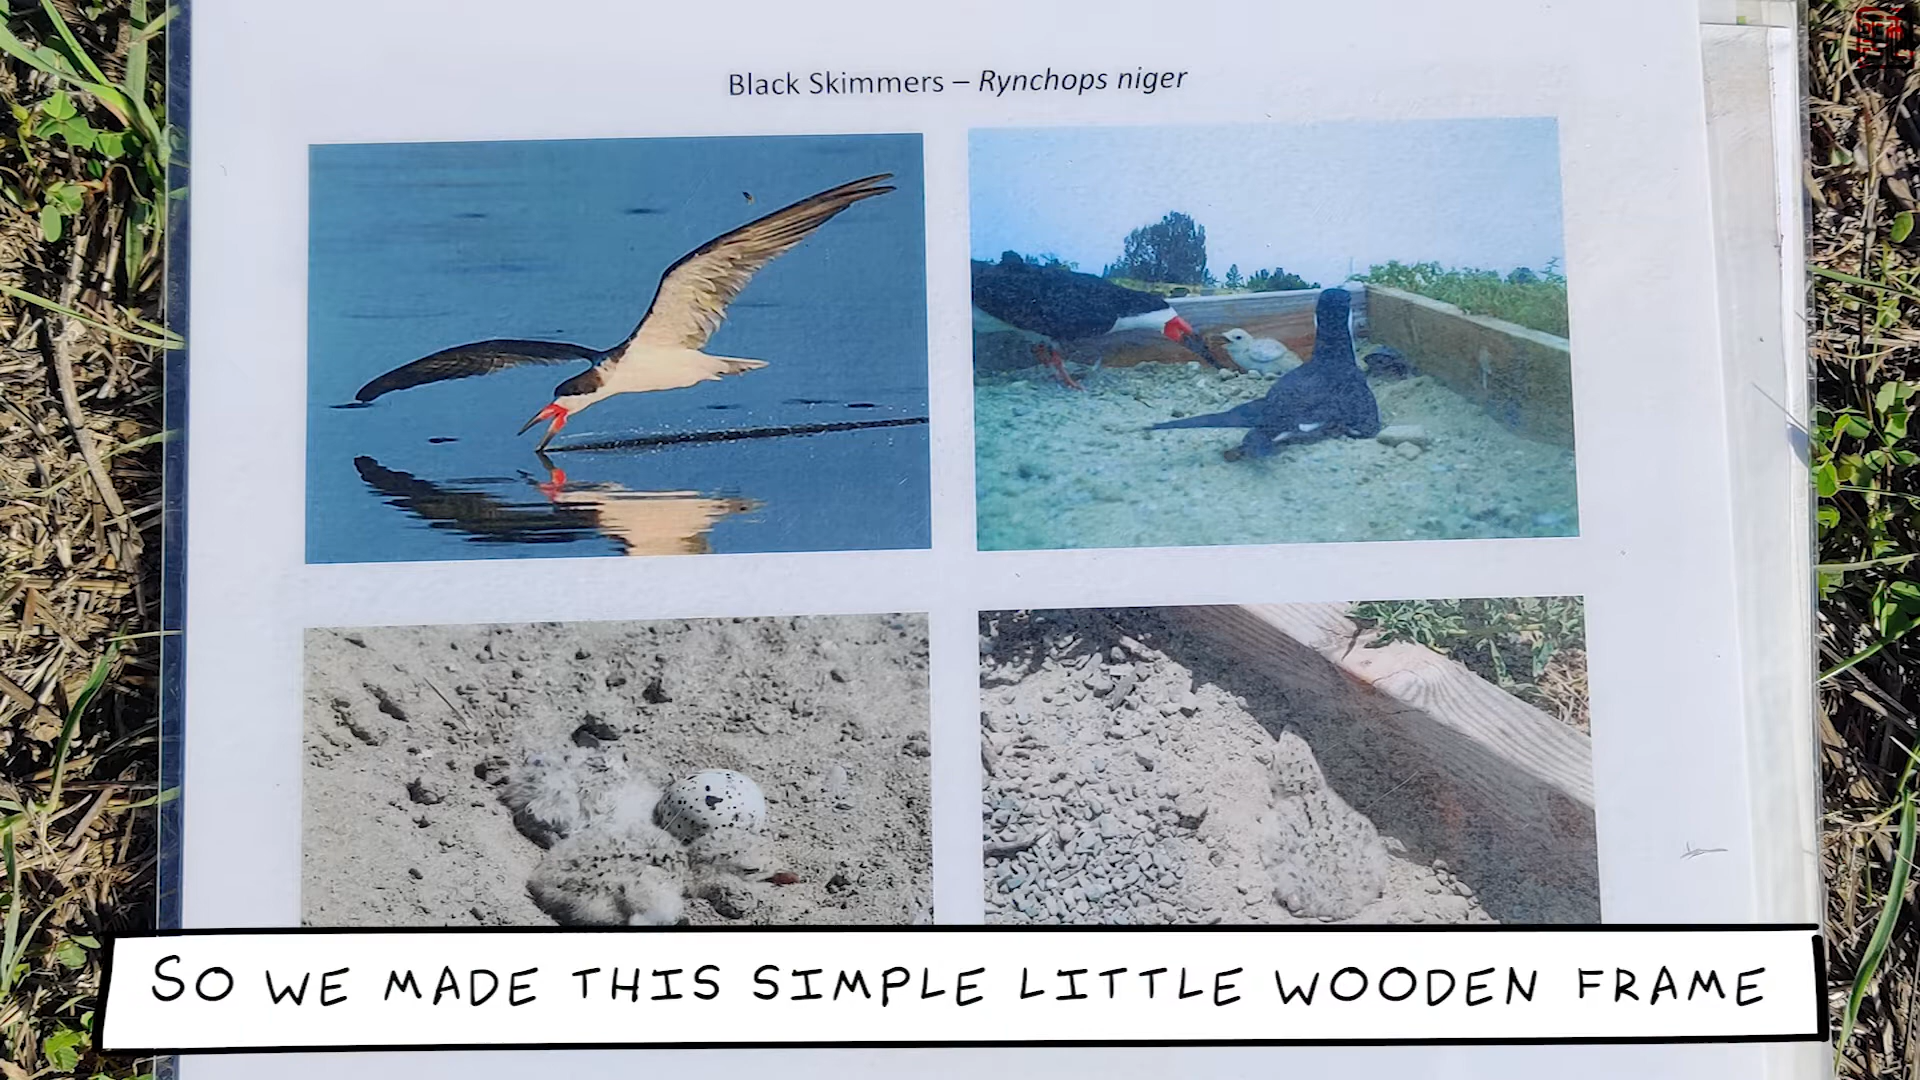 Black Skimmers – Rynchops niger
SO WE MADE THIS SIMPLE LITTLE WOODEN FRAME